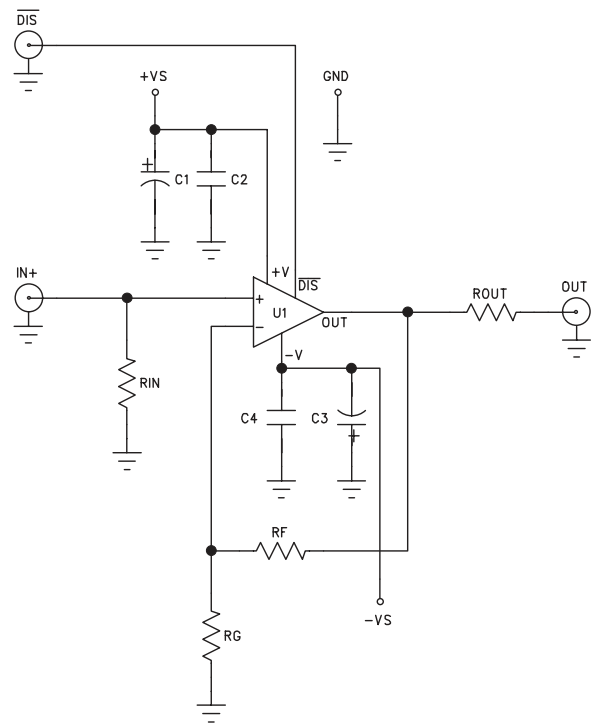 DIS
+VS
GND
+
C1
C2
IN+
+V
DIS
OUT
+
U1
ROUT
−
OUT
−V
RIN
C4
C3
+
RF
−VS
RG